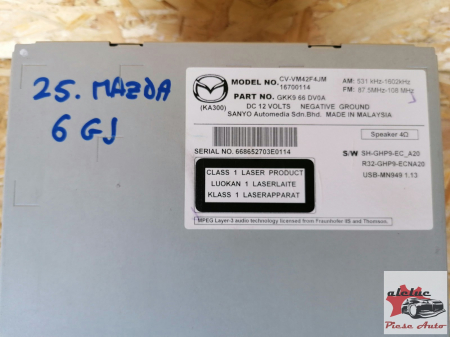 25. MAZDA
6 GJ
MODEL NO. CV-VM42F4JM
16700114
PART NO. GKK9 66 DV0A
DC 12 VOLTS NEGATIVE GROUND
(KA300)
SANYO Automedia Sdn.Bhd. MADE IN MALAYSIA
AM: 531 kHz-1602kHz
FM: 87.5MHz-108 MHz
Speaker 4Ω
SERIAL NO. 668652703E0114
S/W SH-GHP9-EC_A20
R32-GHP9-ECNA20
USB-MN949 1.13
CLASS 1 LASER PRODUCT
LUOKAN 1 LASERLAITE
KLASS 1 LASERAPPARAT
MPEG Layer-3 audio technology licensed from Fraunhofer IIS and Thomson.
Piese Auto